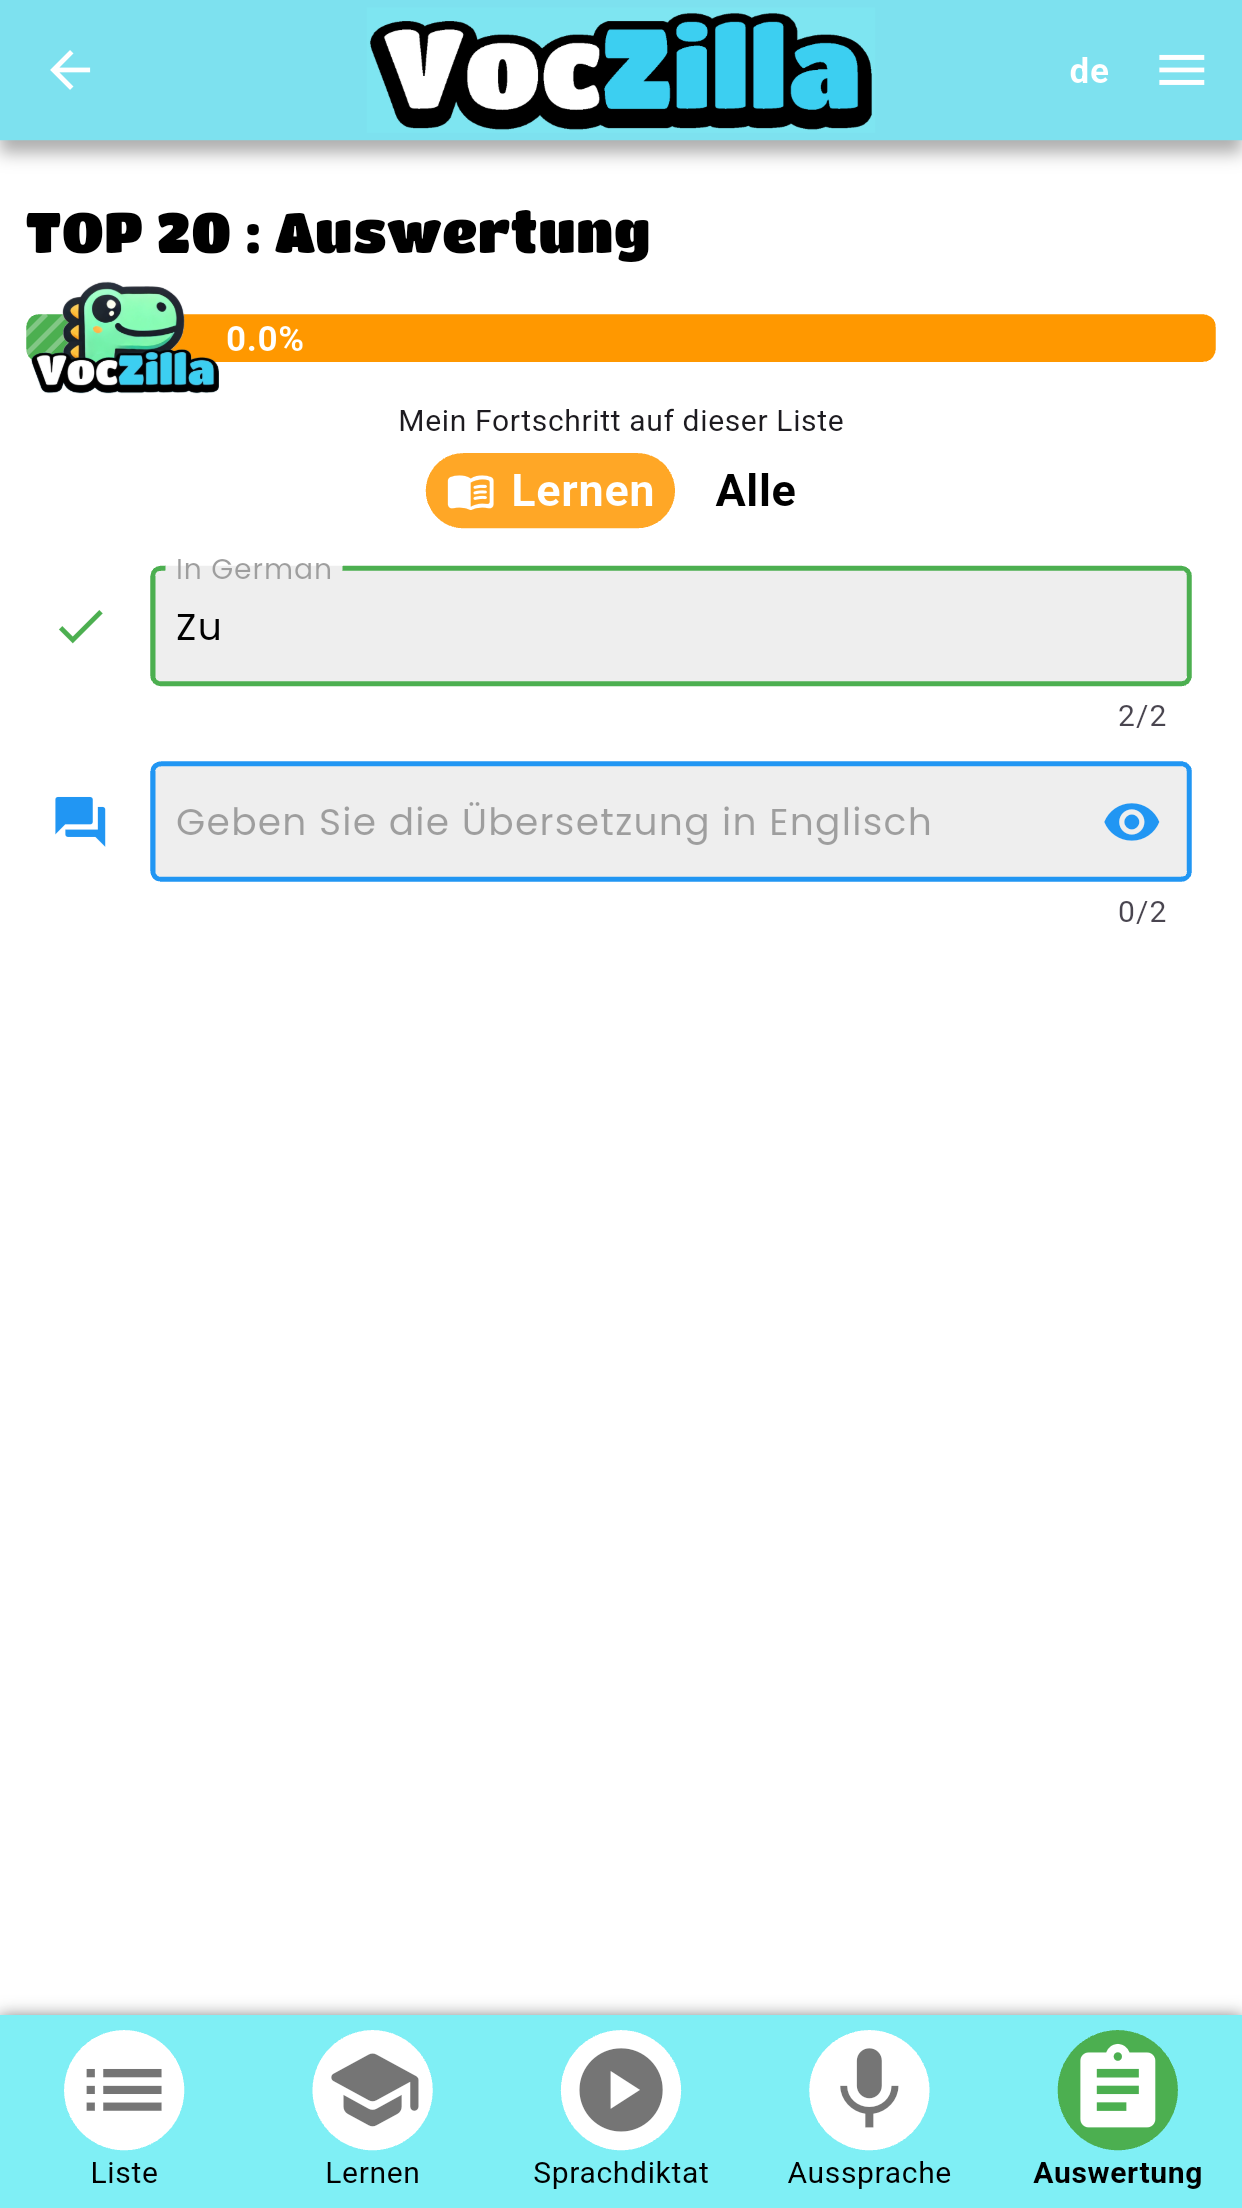 VocZilla
de
TOP 20 : Auswertung
VocZilla
0.0%
Mein Fortschritt auf dieser Liste
Lernen
Alle
In German
Zu
2/2
Geben Sie die Übersetzung in Englisch
0/2
Liste
Lernen
Sprachdiktat
Aussprache
Auswertung